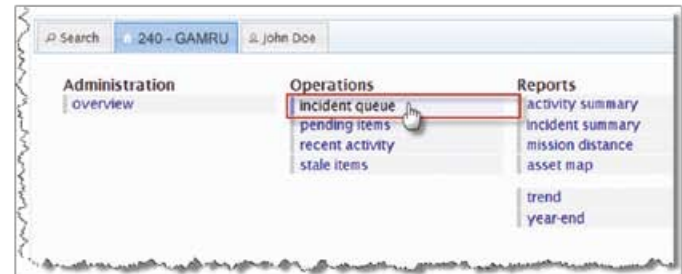 Search
240 - GAMRU
John Doe
Administration
overview
Operations
incident queue
pending items
recent activity
stale items
Reports
activity summary
incident summary
mission distance
asset map
trend
year-end